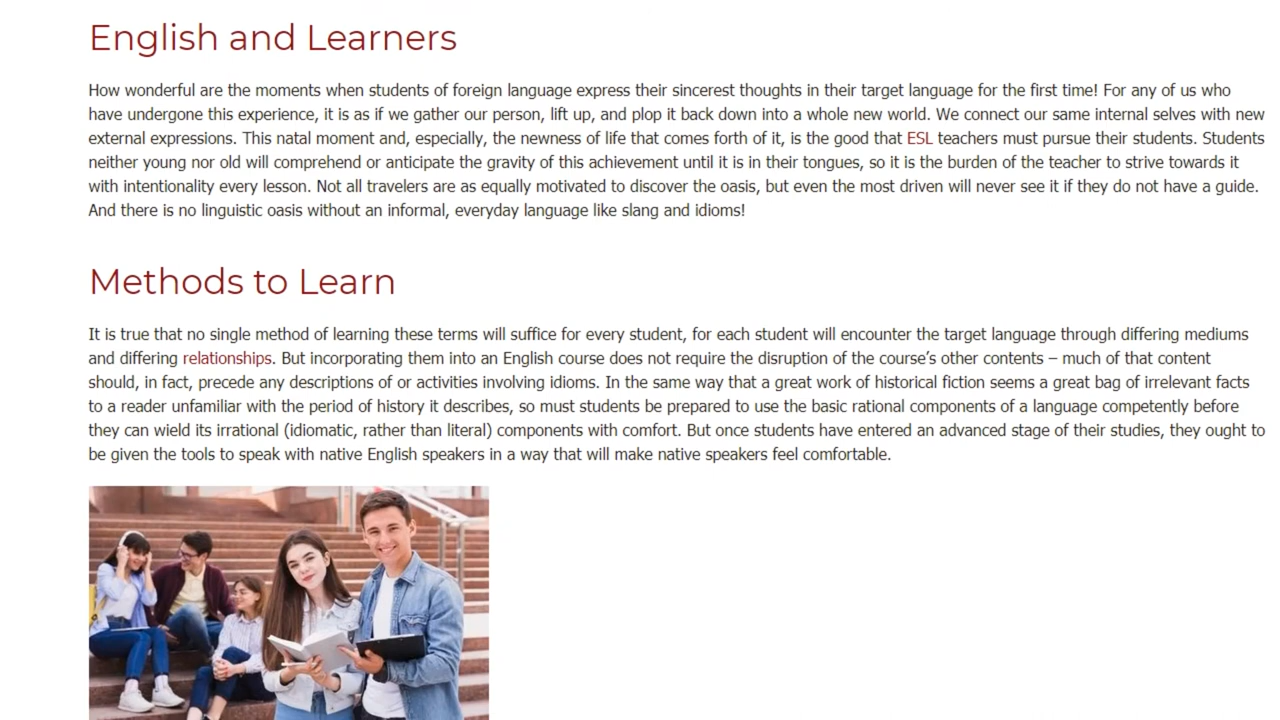 English and Learners
How wonderful are the moments when students of foreign language express their sincerest thoughts in their target language for the first time! For any of us who
have undergone this experience, it is as if we gather our person, lift up, and plop it back down into a whole new world. We connect our same internal selves with new
external expressions. This natal moment and, especially, the newness of life that comes forth of it, is the good that ESL teachers must pursue their students. Students
neither young nor old will comprehend or anticipate the gravity of this achievement until it is in their tongues, so it is the burden of the teacher to strive towards it
with intentionality every lesson. Not all travelers are as equally motivated to discover the oasis, but even the most driven will never see it if they do not have a guide.
And there is no linguistic oasis without an informal, everyday language like slang and idioms!
Methods to Learn
It is true that no single method of learning these terms will suffice for every student, for each student will encounter the target language through differing mediums
and differing relationships. But incorporating them into an English course does not require the disruption of the course’s other contents – much of that content
should, in fact, precede any descriptions of or activities involving idioms. In the same way that a great work of historical fiction seems a great bag of irrelevant facts
to a reader unfamiliar with the period of history it describes, so must students be prepared to use the basic rational components of a language competently before
they can wield its irrational (idiomatic, rather than literal) components with comfort. But once students have entered an advanced stage of their studies, they ought to
be given the tools to speak with native English speakers in a way that will make native speakers feel comfortable.